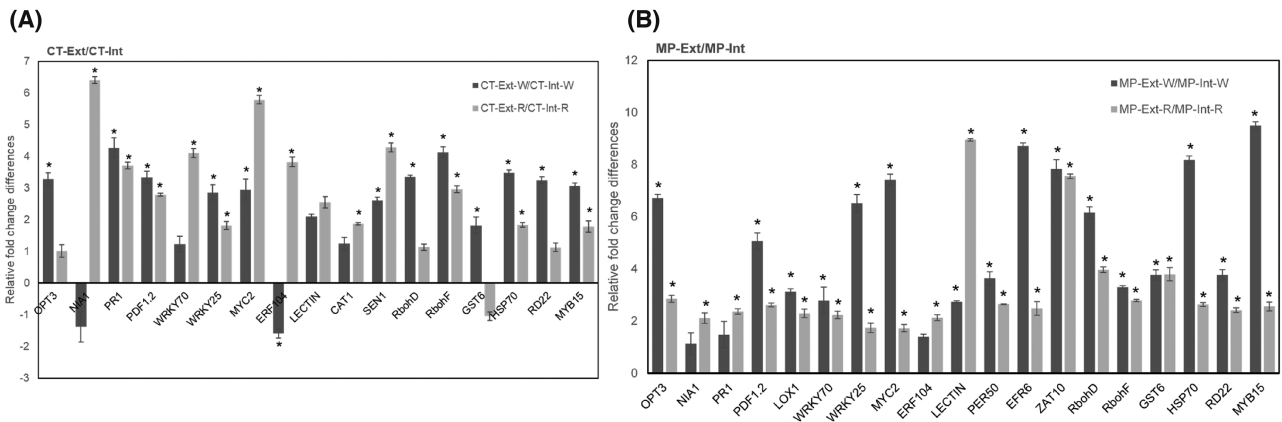 (A)
CT-Ext/CT-Int
Relative fold change differences
7
6
5
4
3
2
1
0
-1
-2
-3
CT-Ext-W/CT-Int-W
CT-Ext-R/CT-Int-R
* * * * * * * * * * * * * * * * * * * * * * * * *
OPT3 NIA1 PR1 PDF1.2 WRKY70 WRKY25 MYC2 ERF104 LECTIN CAT1 SEN1 RbohD RbohF GST6 HSP70 RD22 MYB15
(B)
MP-Ext/MP-Int
Relative fold change differences
12
10
8
6
4
2
0
MP-Ext-W/MP-Int-W
MP-Ext-R/MP-Int-R
* * * * * * * * * * * * * * * * * * * * * * * * * * * * * * * * * * *
OPT3 NIA1 PR1 PDF1.2 LOX1 WRKY70 WRKY25 MYC2 ERF104 LECTIN PER50 EFR6 ZAT10 RbohD RbohF GST6 HSP70 RD22 MYB15